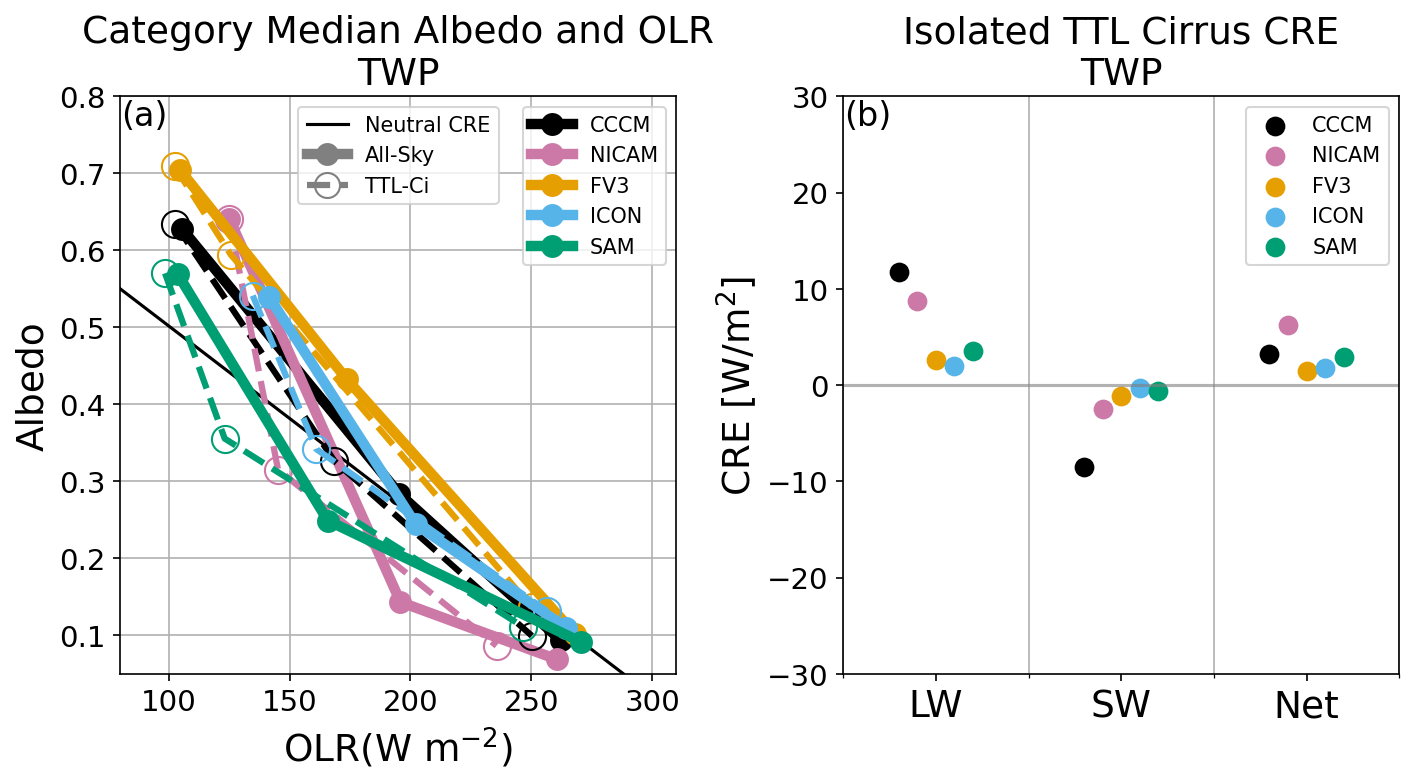 Category Median Albedo and OLR
TWP
(a)
Neutral CRE
All-Sky
TTL-Ci
CCCM
NICAM
FV3
ICON
SAM
0.8
0.7
0.6
0.5
0.4
0.3
0.2
0.1
Albedo
100 150 200 250 300
OLR(W m⁻²)
Isolated TTL Cirrus CRE
TWP
(b)
CCCM
NICAM
FV3
ICON
SAM
30
20
10
0
−10
−20
−30
CRE [W/m²]
LW SW Net